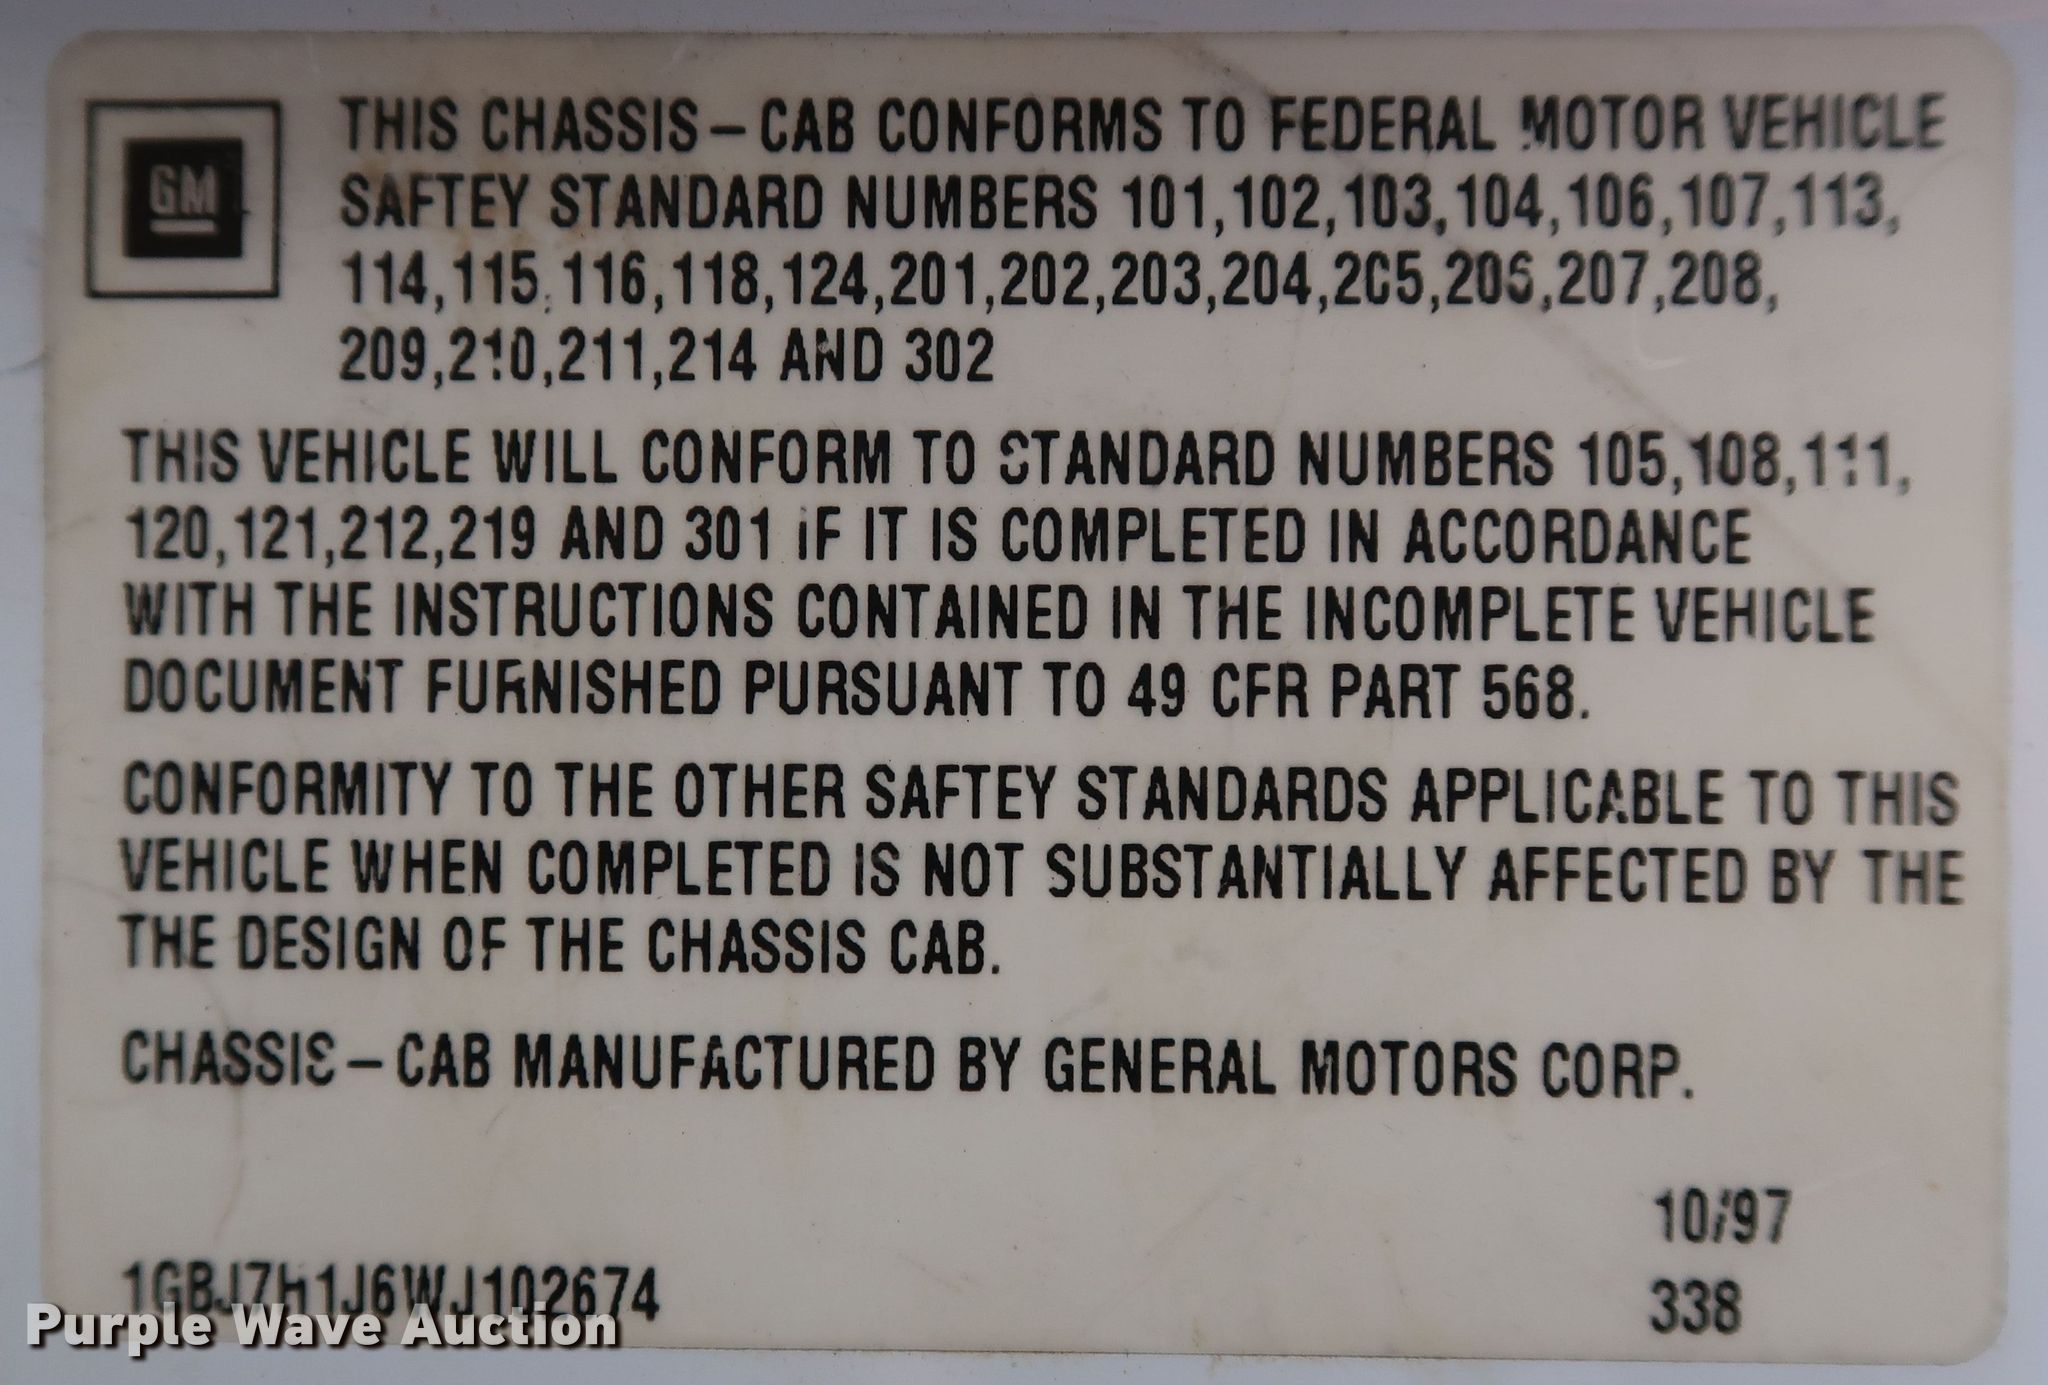 GM
THIS CHASSIS – CAB CONFORMS TO FEDERAL MOTOR VEHICLE
SAFTEY STANDARD NUMBERS 101,102,103,104,106,107,113,
114,115,116,118,124,201,202,203,204,205,206,207,208,
209,210,211,214 AND 302
THIS VEHICLE WILL CONFORM TO STANDARD NUMBERS 105,108,111,
120,121,212,219 AND 301 IF IT IS COMPLETED IN ACCORDANCE
WITH THE INSTRUCTIONS CONTAINED IN THE INCOMPLETE VEHICLE
DOCUMENT FURNISHED PURSUANT TO 49 CFR PART 568.
CONFORMITY TO THE OTHER SAFTEY STANDARDS APPLICABLE TO THIS
VEHICLE WHEN COMPLETED IS NOT SUBSTANTIALLY AFFECTED BY THE
THE DESIGN OF THE CHASSIS CAB.
CHASSIS – CAB MANUFACTURED BY GENERAL MOTORS CORP.
10/97
1GBJ7H1J6WJ102674
338
Purple Wave Auction